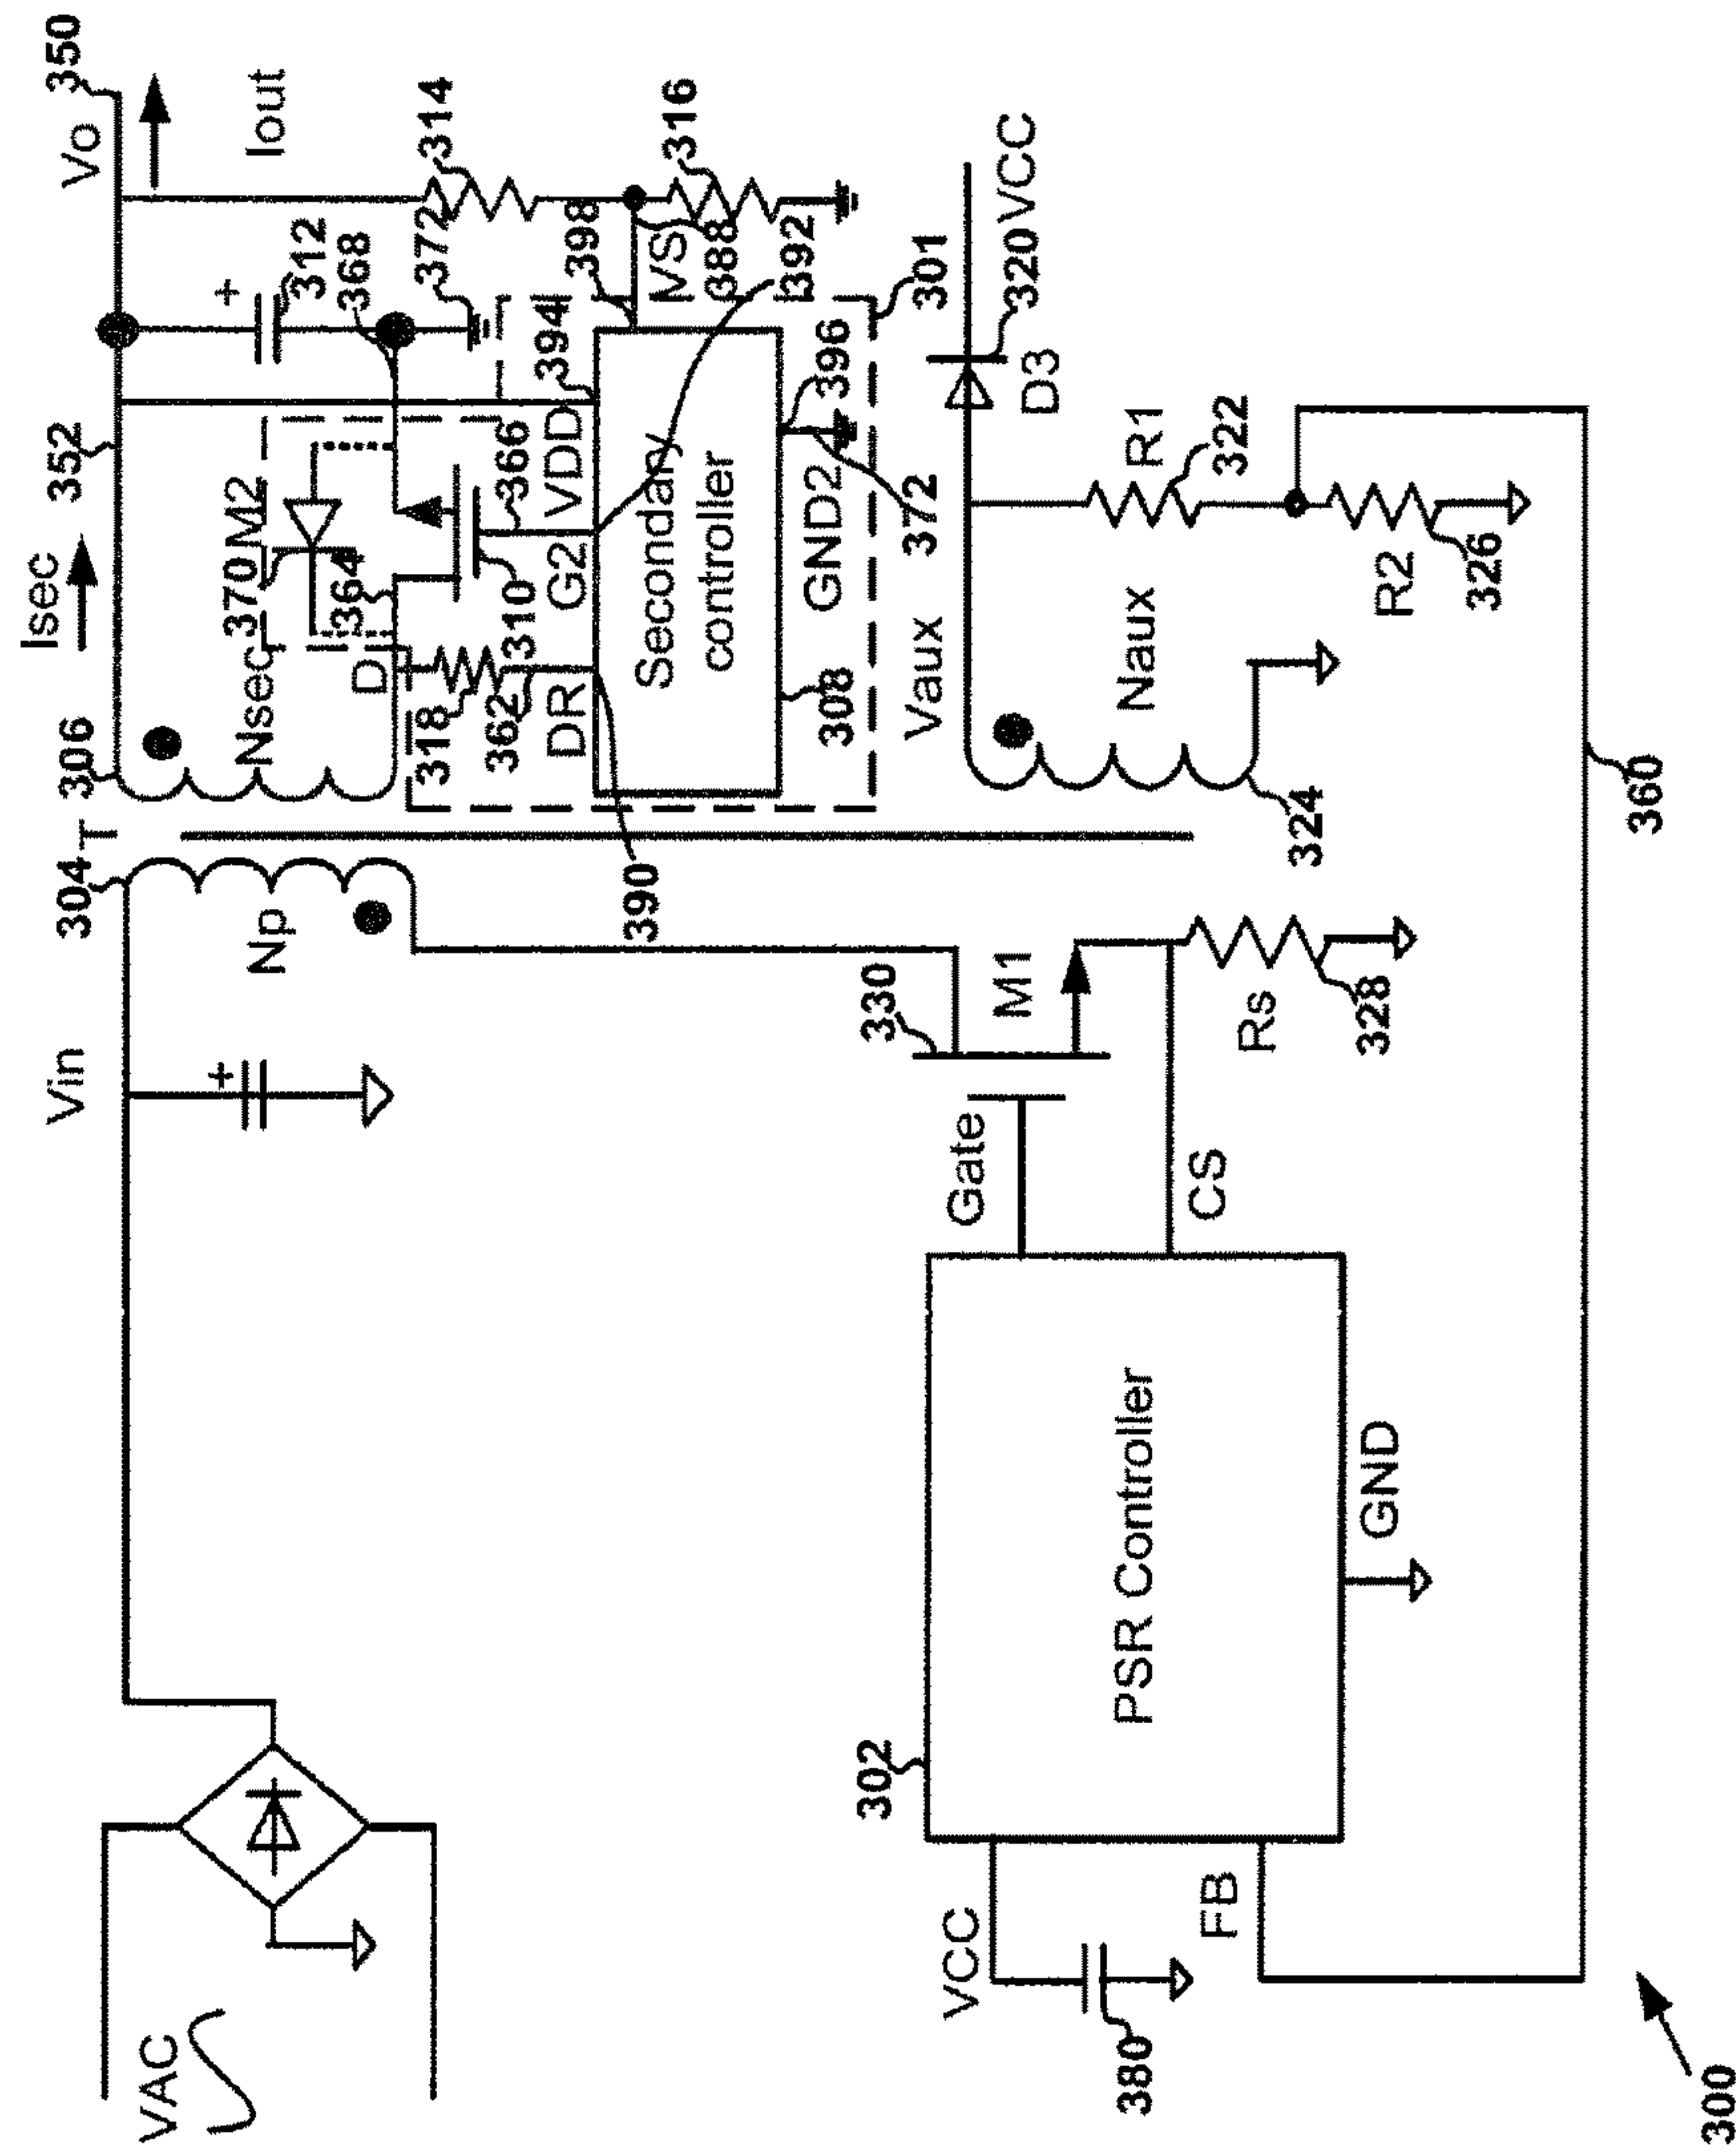 VAC
Vin
304
T
306
Isec
352
Vo
350
Np
Nsec
370
M2
368
312
+
+
Iout
314
364
D
372
318
362
310
366
394
398
DR
G2
VDD
VS
388
316
392
390
Secondary
controller
308
GND2
396
301
372
330
Gate
M1
Vaux
320
VCC
D3
302
PSR Controller
VCC
380
FB
GND
CS
Rs
328
Naux
324
R1
322
R2
326
360
300